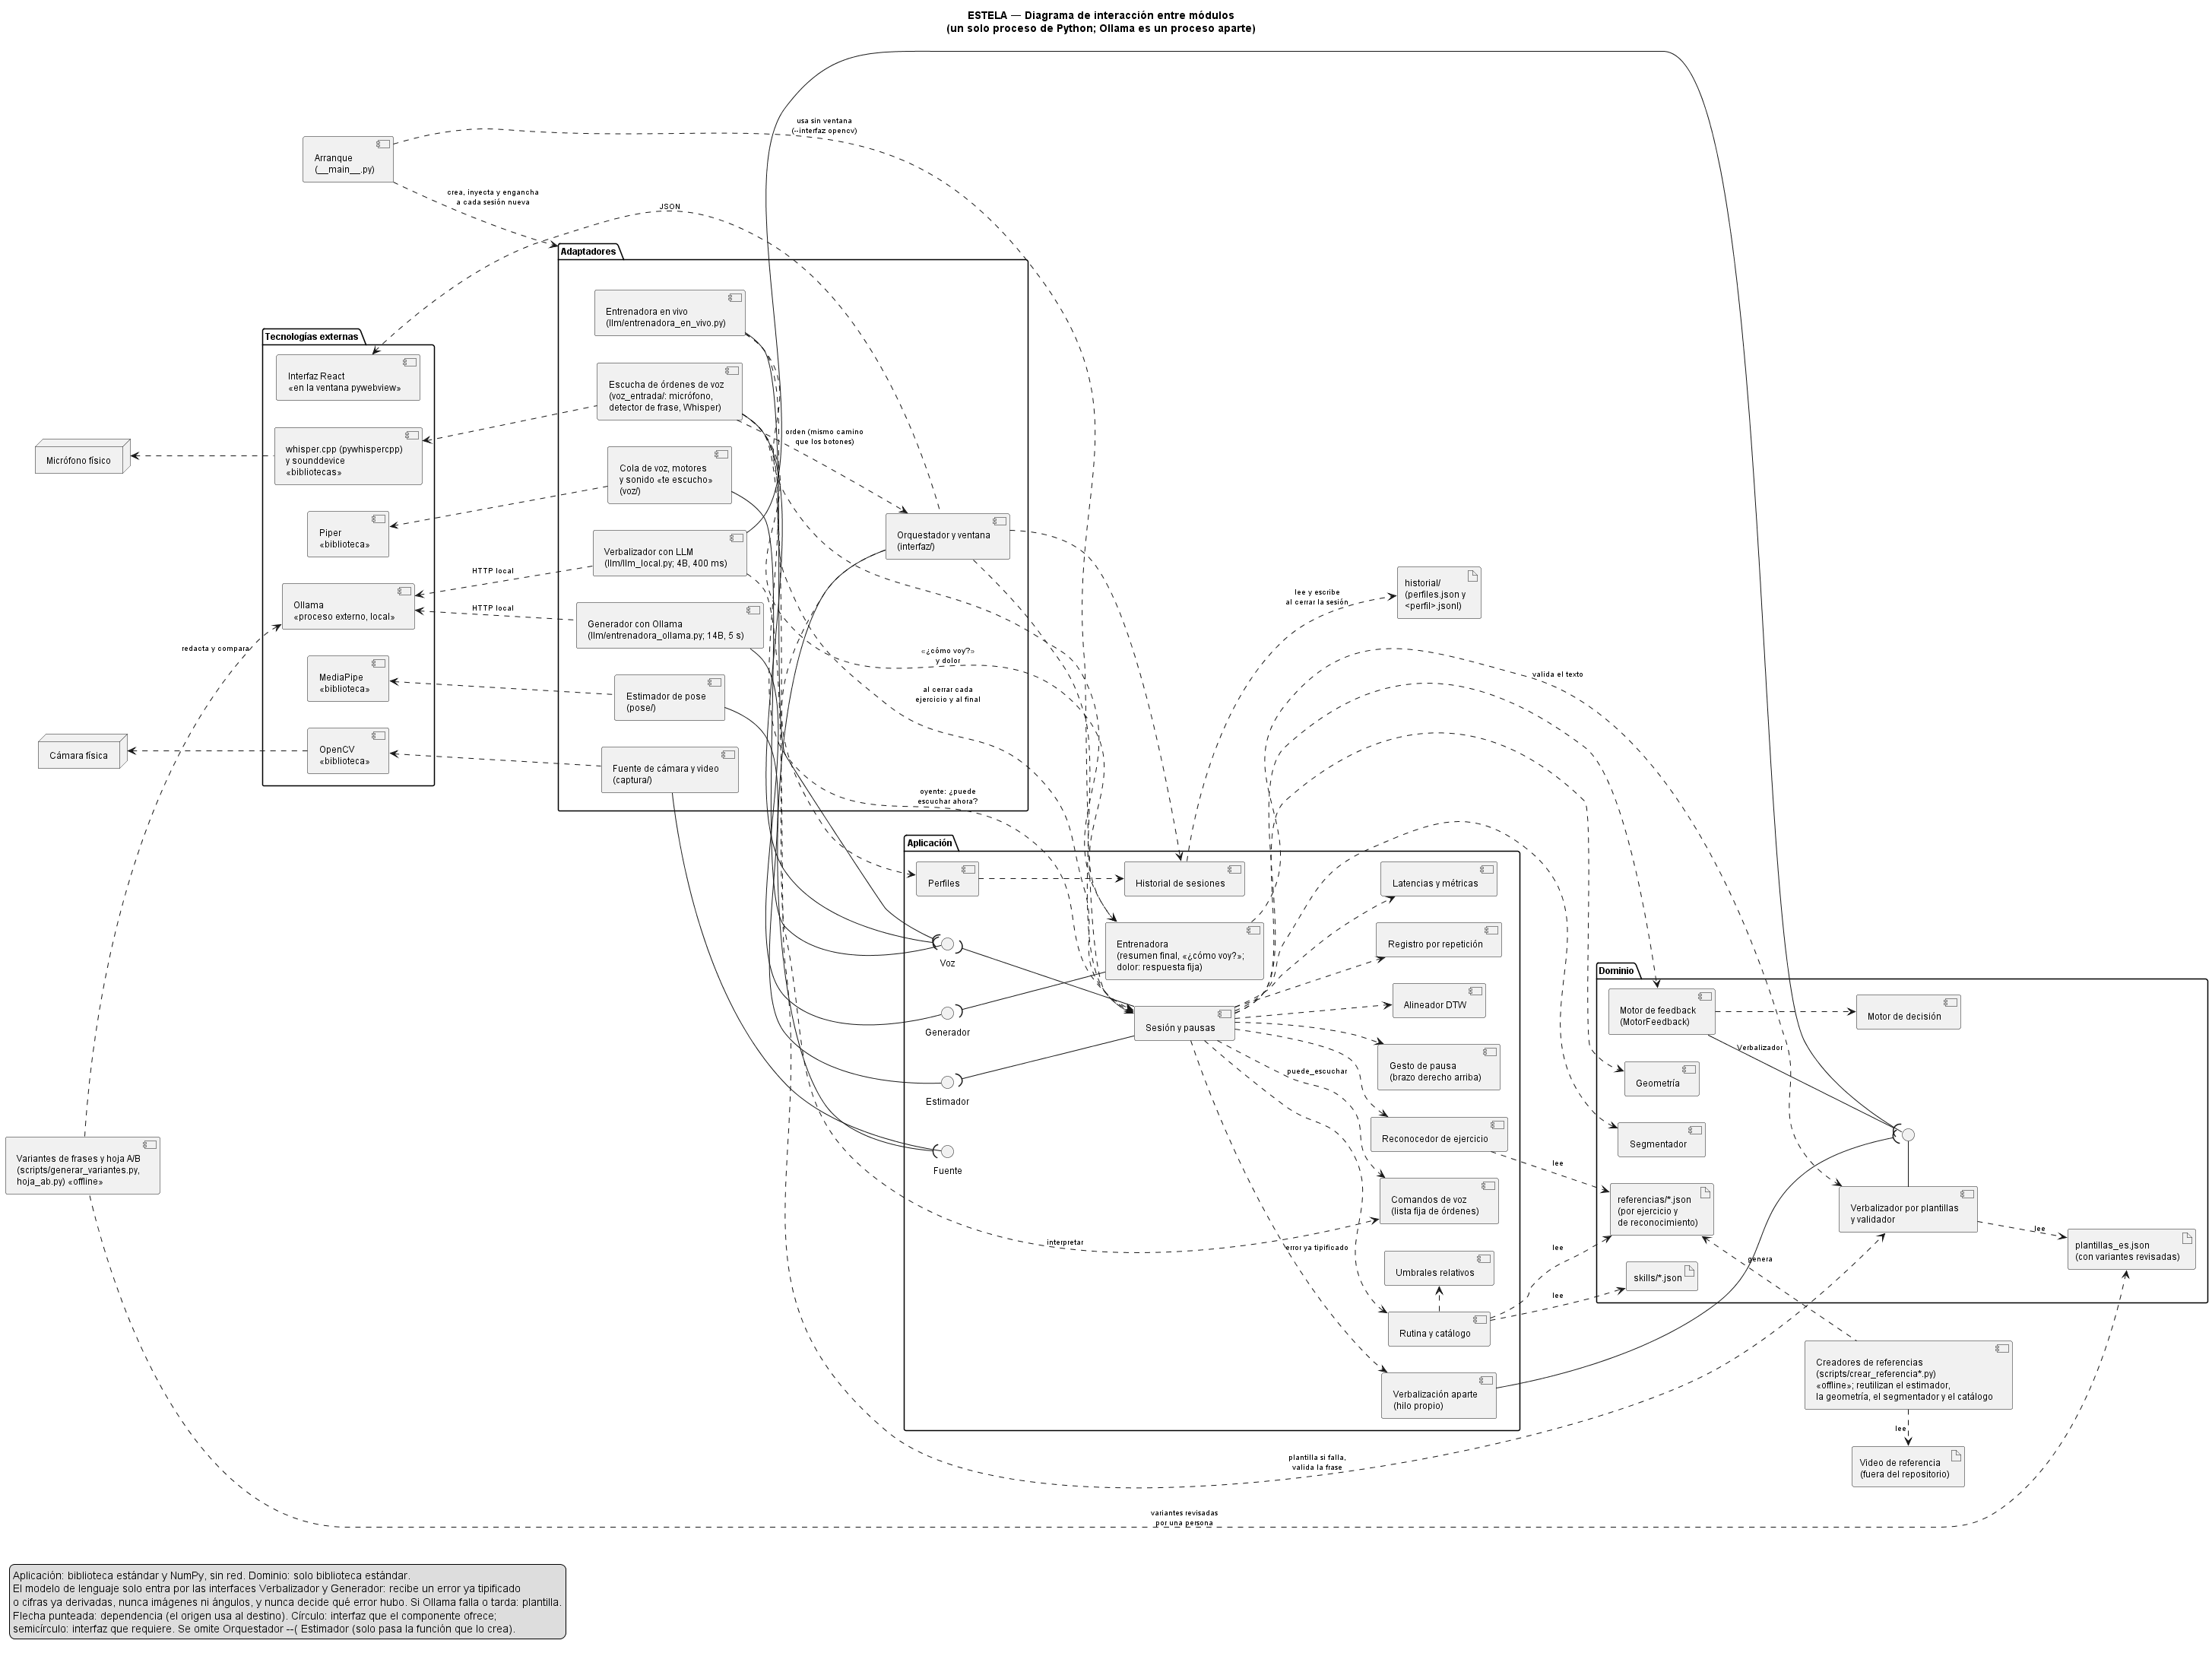 ESTELA — Diagrama de interacción entre módulos
(un solo proceso de Python; Ollama es un proceso aparte)
usa sin ventana
(--interfaz opencv)
Arranque
(__main__.py)
crea, inyecta y engancha
a cada sesión nueva
JSON
Adaptadores
Entrenadora en vivo
(llm/entrenadora_en_vivo.py)
Tecnologías externas
Interfaz React
«en la ventana pywebview»
Escucha de órdenes de voz
(voz_entrada/: micrófono,
detector de frase, Whisper)
orden (mismo camino
que los botones)
Micrófono físico
whisper.cpp (pywhispercpp)
y sounddevice
«bibliotecas»
Cola de voz, motores
y sonido «te escucho»
(voz/)
Piper
«biblioteca»
Verbalizador con LLM
(llm/llm_local.py; 4B, 400 ms)
Orquestador y ventana
(interfaz/)
HTTP local
Ollama
«proceso externo, local»
HTTP local
Generador con Ollama
(llm/entrenadora_ollama.py; 14B, 5 s)
historial/
(perfiles.json y
<perfil>.jsonl)
lee y escribe
al cerrar la sesión
redacta y compara
«¿cómo voy?»
y dolor
valida el texto
MediaPipe
«biblioteca»
Estimador de pose
(pose/)
al cerrar cada
ejercicio y al final
Cámara física
OpenCV
«biblioteca»
Fuente de cámara y video
(captura/)
oyente: ¿puede
escuchar ahora?
Aplicación
Perfiles
Historial de sesiones
Latencias y métricas
Voz
Entrenadora
(resumen final, «¿cómo voy?»;
dolor: respuesta fija)
Registro por repetición
Dominio
Generador
Sesión y pausas
Alineador DTW
Motor de feedback
(MotorFeedback)
Motor de decisión
Verbalizador
Gesto de pausa
(brazo derecho arriba)
puede_escuchar
Geometría
Estimador
Reconocedor de ejercicio
Segmentador
Fuente
lee
Variantes de frases y hoja A/B
(scripts/generar_variantes.py,
hoja_ab.py) «offline»
Comandos de voz
(lista fija de órdenes)
referencias/*.json
(por ejercicio y
de reconocimiento)
Verbalizador por plantillas
y validador
lee
interpretar
error ya tipificado
lee
genera
plantillas_es.json
(con variantes revisadas)
Umbrales relativos
skills/*.json
lee
Rutina y catálogo
Verbalización aparte
(hilo propio)
Creadores de referencias
(scripts/crear_referencia*.py)
«offline»; reutilizan el estimador,
la geometría, el segmentador y el catálogo
lee
Video de referencia
(fuera del repositorio)
plantilla si falla,
valida la frase
variantes revisadas
por una persona
Aplicación: biblioteca estándar y NumPy, sin red. Dominio: solo biblioteca estándar.
El modelo de lenguaje solo entra por las interfaces Verbalizador y Generador: recibe un error ya tipificado
o cifras ya derivadas, nunca imágenes ni ángulos, y nunca decide qué error hubo. Si Ollama falla o tarda: plantilla.
Flecha punteada: dependencia (el origen usa al destino). Círculo: interfaz que el componente ofrece;
semicírculo: interfaz que requiere. Se omite Orquestador --( Estimador (solo pasa la función que lo crea).